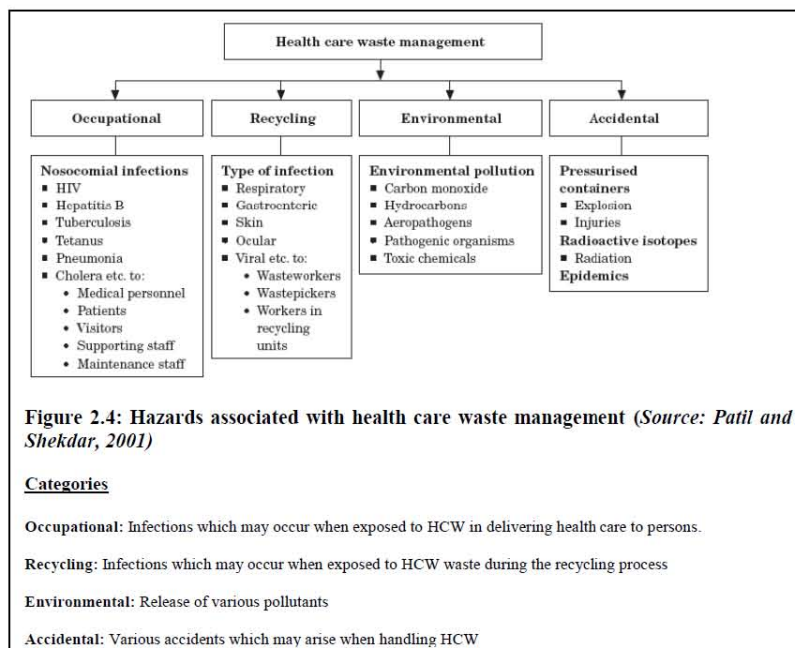 Health care waste management
Occupational
Recycling
Environmental
Accidental
Nosocomial infections
▪ HIV
▪ Hepatitis B
▪ Tuberculosis
▪ Tetanus
▪ Pneumonia
▪ Cholera etc. to:
• Medical personnel
• Patients
• Visitors
• Supporting staff
• Maintenance staff
Type of infection
▪ Respiratory
▪ Gastroenteric
▪ Skin
▪ Ocular
▪ Viral etc. to:
• Wasteworkers
• Wastepickers
• Workers in
recycling
units
Environmental pollution
▪ Carbon monoxide
▪ Hydrocarbons
▪ Aeropathogens
▪ Pathogenic organisms
▪ Toxic chemicals
Pressurised
containers
▪ Explosion
▪ Injuries
Radioactive isotopes
▪ Radiation
Epidemics
Figure 2.4: Hazards associated with health care waste management (Source: Patil and
Shekdar, 2001)
Categories
Occupational: Infections which may occur when exposed to HCW in delivering health care to persons.
Recycling: Infections which may occur when exposed to HCW waste during the recycling process
Environmental: Release of various pollutants
Accidental: Various accidents which may arise when handling HCW